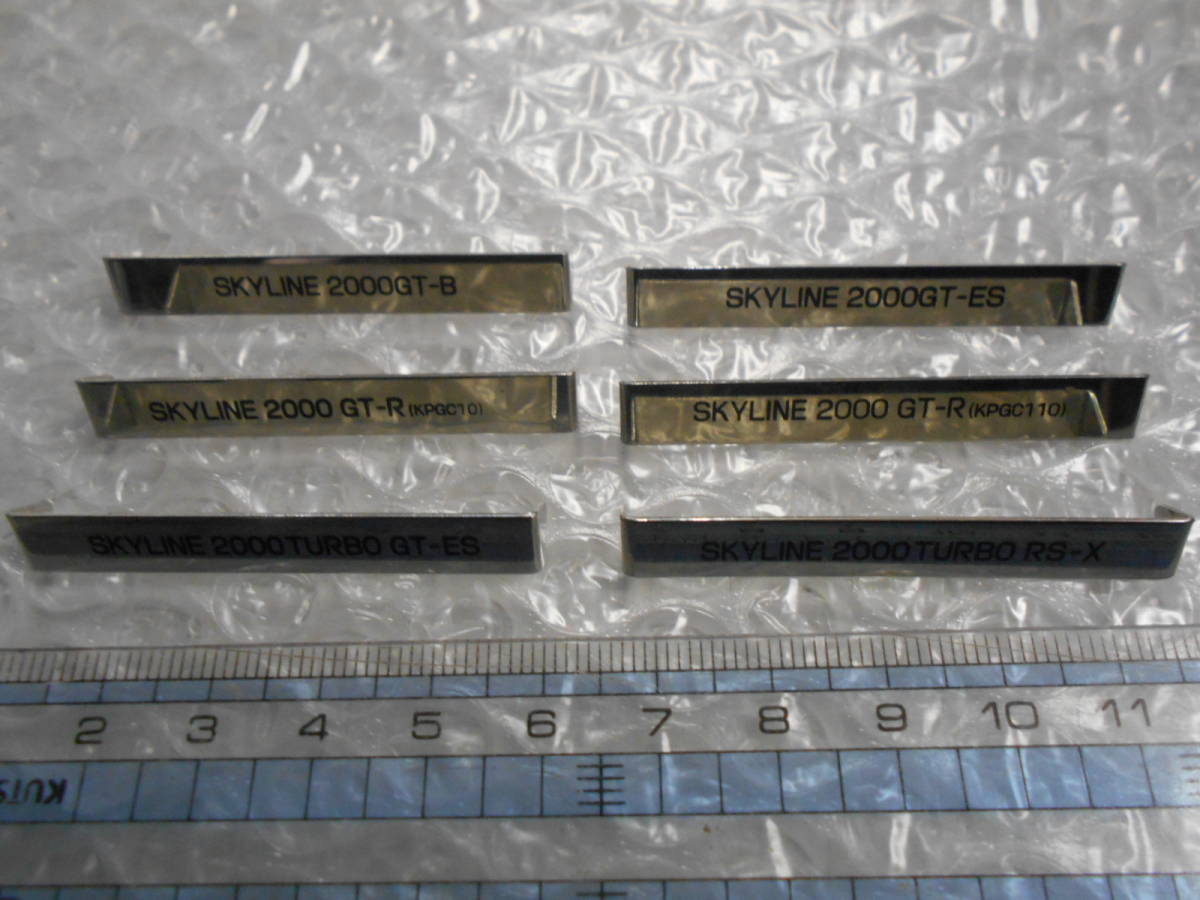 SKYLINE 2000GT-B
SKYLINE 2000GT-ES
SKYLINE 2000 GT-R (KPGC10)
SKYLINE 2000 GT-R (KPGC110)
SKYLINE 2000 TURBO GT-ES
SKYLINE 2000 TURBO RS-X
2 3 4 5 6 7 8 9 10 11